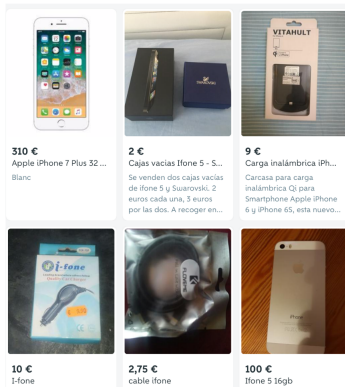 310 €
Apple iPhone 7 Plus 32 ...
Blanc
2 €
Cajas vacias Ifone 5 - S...
Se venden dos cajas vacías
de ifone 5 y Swarovski. 2
euros cada una, 3 euros
por las dos. A recoger en...
VITAHULT
9 €
Carga inalámbrica iPh...
Carcasa para carga
inalámbrica Qi para
Smartphone Apple iPhone
6 y iPhone 6S, esta nuevo...
i-fone
10 €
I-fone
2,75 €
cable ifone
iPhone
100 €
Ifone 5 16gb